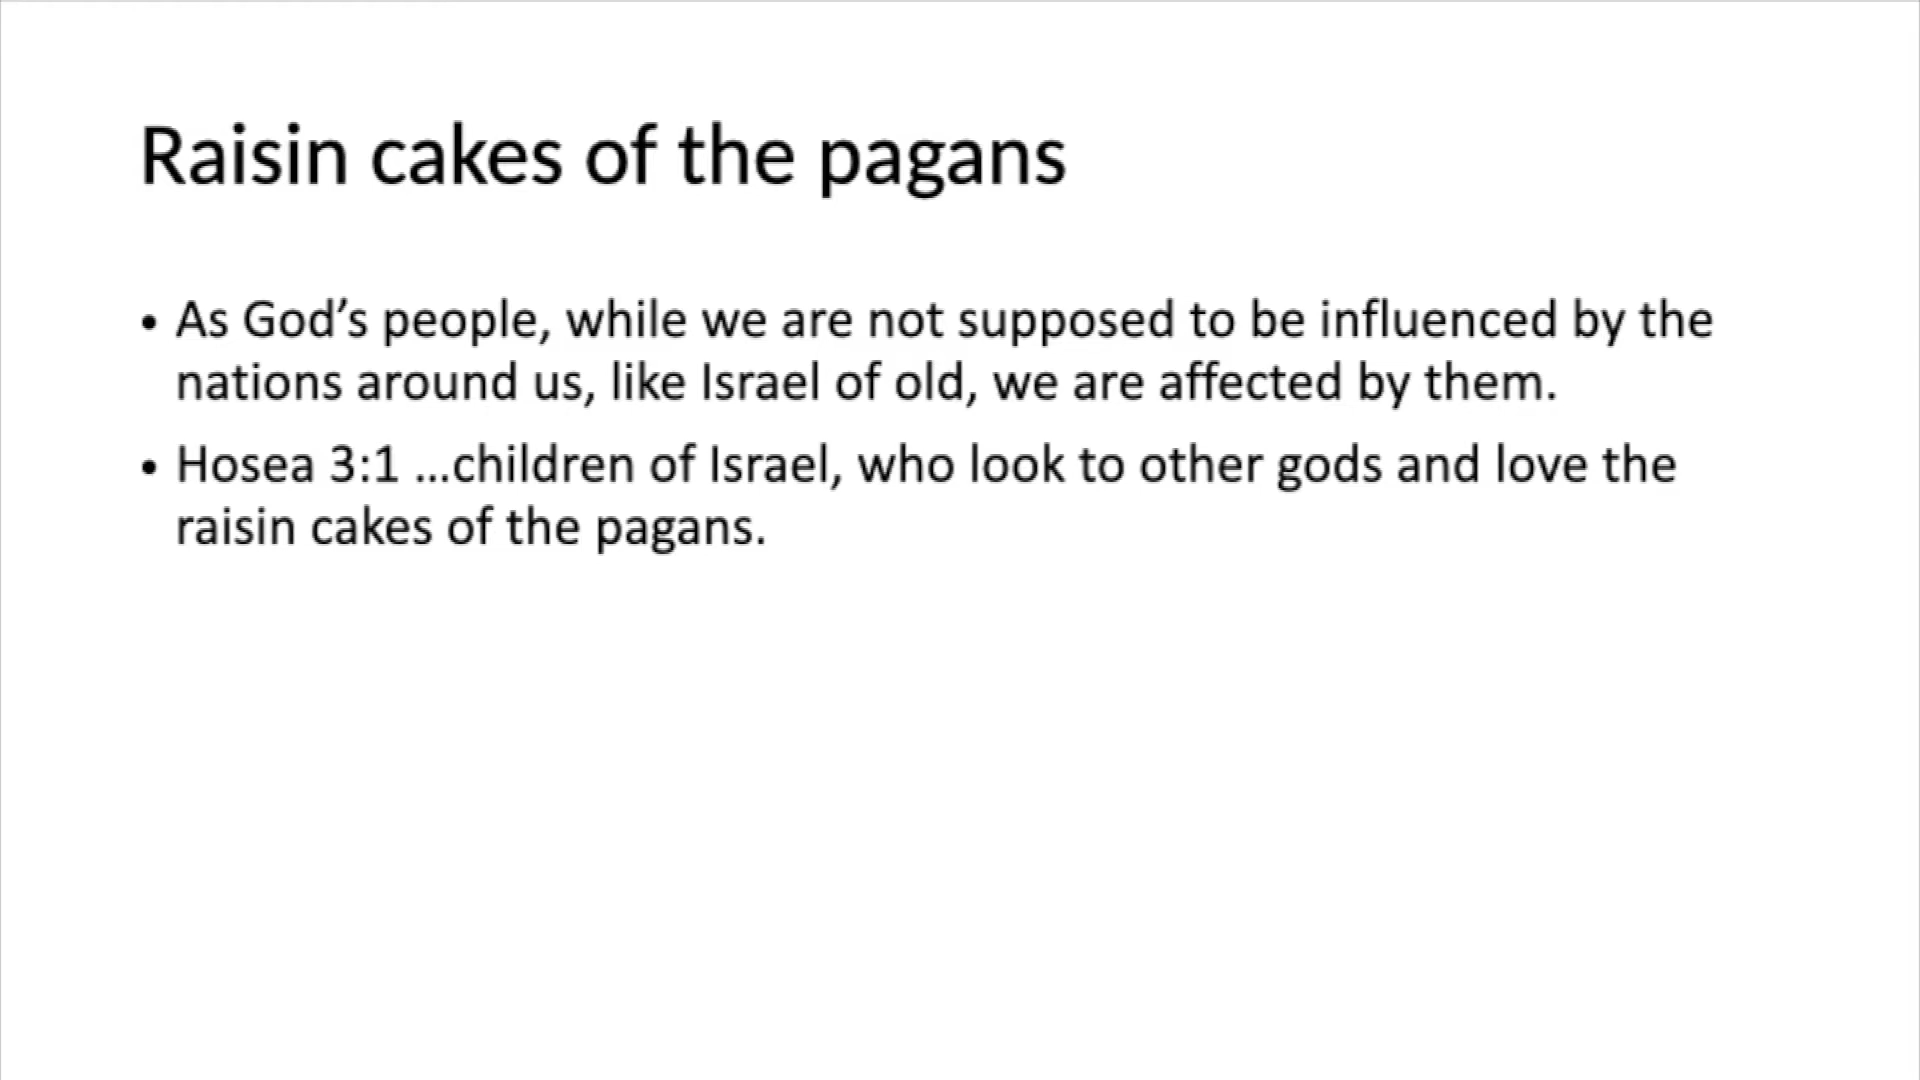 Raisin cakes of the pagans
• As God’s people, while we are not supposed to be influenced by the
nations around us, like Israel of old, we are affected by them.
• Hosea 3:1 …children of Israel, who look to other gods and love the
raisin cakes of the pagans.